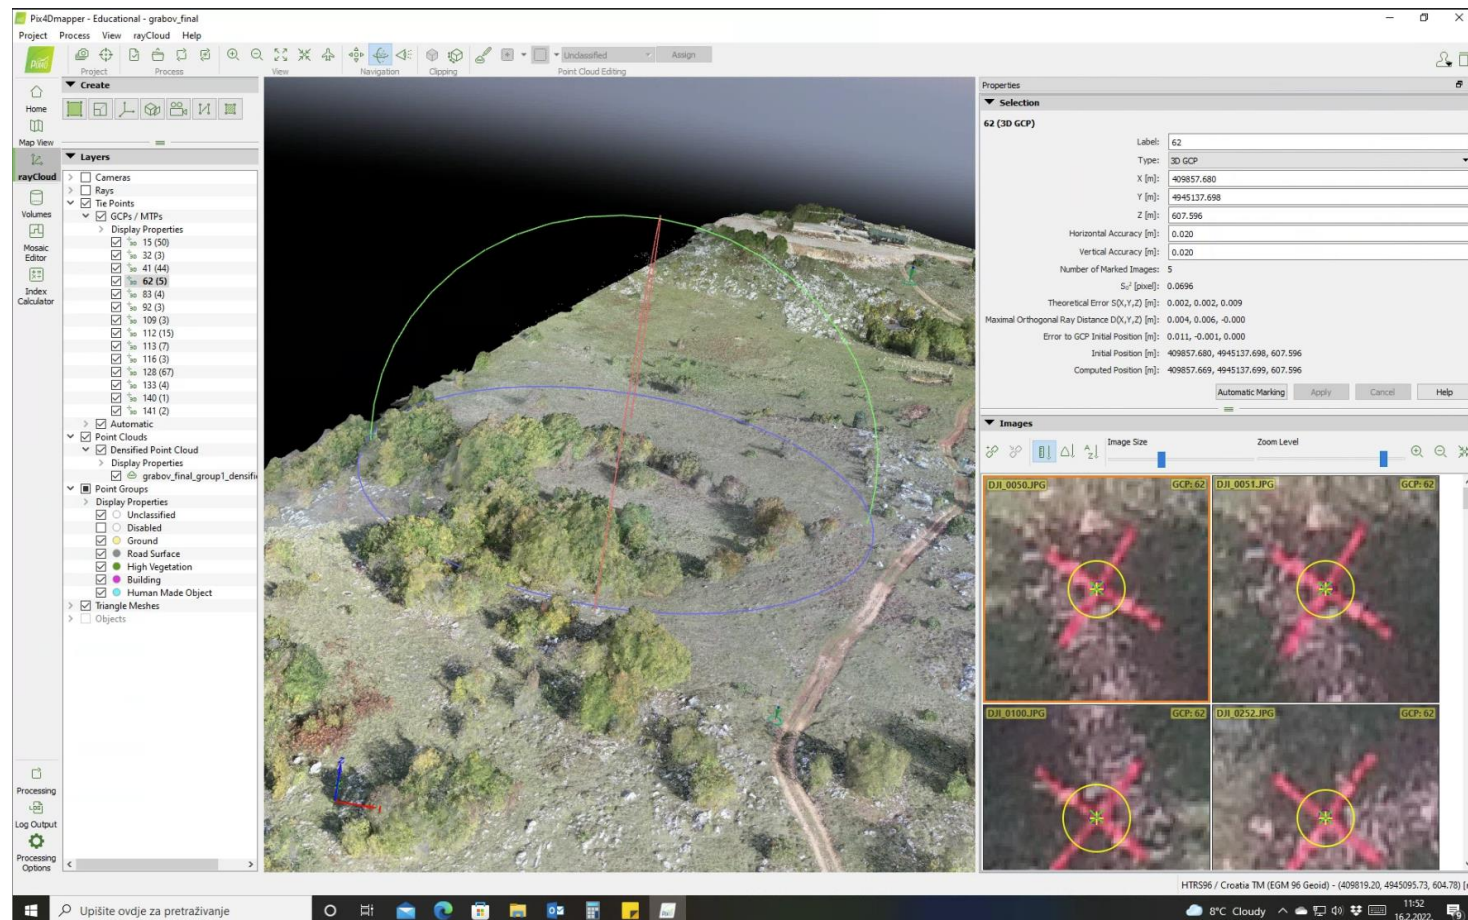 Pix4Dmapper - Educational - grabov_final
Project Process View rayCloud Help
Unclassified Assign
Project Process View Navigation Clipping Point Cloud Editing
Home
Map View
rayCloud
Volumes
Mosaic
Editor
Index
Calculator
Processing
Log Output
Processing
Options
Create
Layers
Cameras
Rays
Tie Points
GCPs / MTPs
Display Properties
15 (50)
32 (3)
41 (44)
62 (5)
83 (4)
92 (3)
109 (3)
112 (15)
113 (7)
116 (3)
128 (67)
133 (4)
140 (1)
141 (2)
Automatic
Point Clouds
Densified Point Cloud
Display Properties
grabov_final_group1_densifi
Point Groups
Display Properties
Unclassified
Disabled
Ground
Road Surface
High Vegetation
Building
Human Made Object
Triangle Meshes
Objects
Properties
Selection
62 (3D GCP)
Label: 62
Type: 3D GCP
X [m]: 409857.680
Y [m]: 4945137.698
Z [m]: 607.596
Horizontal Accuracy [m]: 0.020
Vertical Accuracy [m]: 0.020
Number of Marked Images: 5
S₀² [pixel]: 0.0696
Theoretical Error S(X,Y,Z) [m]: 0.002, 0.002, 0.009
Maximal Orthogonal Ray Distance D(X,Y,Z) [m]: 0.004, 0.006, -0.000
Error to GCP Initial Position [m]: 0.011, -0.001, 0.000
Initial Position [m]: 409857.680, 4945137.698, 607.596
Computed Position [m]: 409857.669, 4945137.699, 607.596
Automatic Marking Apply Cancel Help
Images
Image Size Zoom Level
DJI_0050.JPG GCP: 62 DJI_0051.JPG GCP: 62
DJI_0100.JPG GCP: 62 DJI_0252.JPG GCP: 62
HTRS96 / Croatia TM (EGM 96 Geoid) - (409819.20, 4945095.73, 604.78) [
Upišite ovdje za pretraživanje
8°C Cloudy
11:52
16.2.2022.